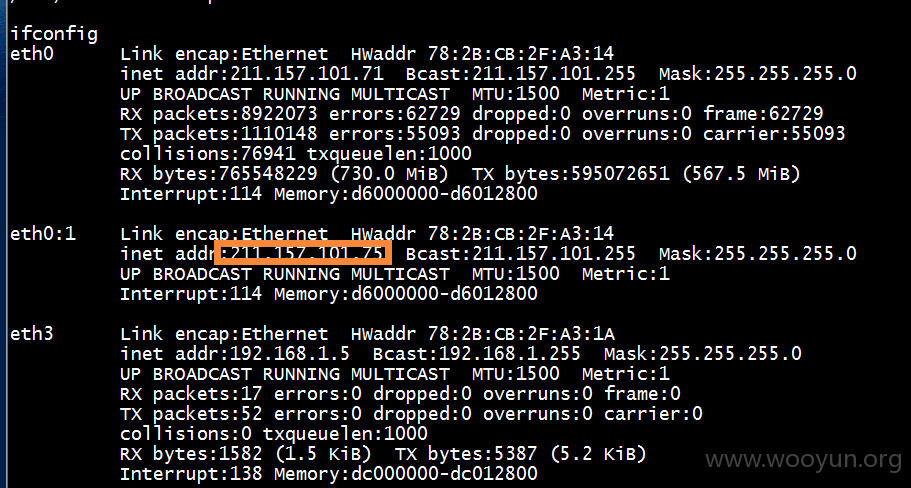 ifconfig
eth0 Link encap:Ethernet HWaddr 78:2B:CB:2F:A3:14
inet addr:211.157.101.71 Bcast:211.157.101.255 Mask:255.255.255.0
UP BROADCAST RUNNING MULTICAST MTU:1500 Metric:1
RX packets:8922073 errors:62729 dropped:0 overruns:0 frame:62729
TX packets:1110148 errors:55093 dropped:0 overruns:0 carrier:55093
collisions:76941 txqueuelen:1000
RX bytes:765548229 (730.0 MiB) TX bytes:595072651 (567.5 MiB)
Interrupt:114 Memory:d6000000-d6012800
eth0:1 Link encap:Ethernet HWaddr 78:2B:CB:2F:A3:14
inet addr:211.157.101.75 Bcast:211.157.101.255 Mask:255.255.255.0
UP BROADCAST RUNNING MULTICAST MTU:1500 Metric:1
Interrupt:114 Memory:d6000000-d6012800
eth3 Link encap:Ethernet HWaddr 78:2B:CB:2F:A3:1A
inet addr:192.168.1.5 Bcast:192.168.1.255 Mask:255.255.255.0
UP BROADCAST RUNNING MULTICAST MTU:1500 Metric:1
RX packets:17 errors:0 dropped:0 overruns:0 frame:0
TX packets:52 errors:0 dropped:0 overruns:0 carrier:0
collisions:0 txqueuelen:1000
RX bytes:1582 (1.5 KiB) TX bytes:5387 (5.2 KiB)
Interrupt:138 Memory:dc000000-dc012800
www.wooyun.org